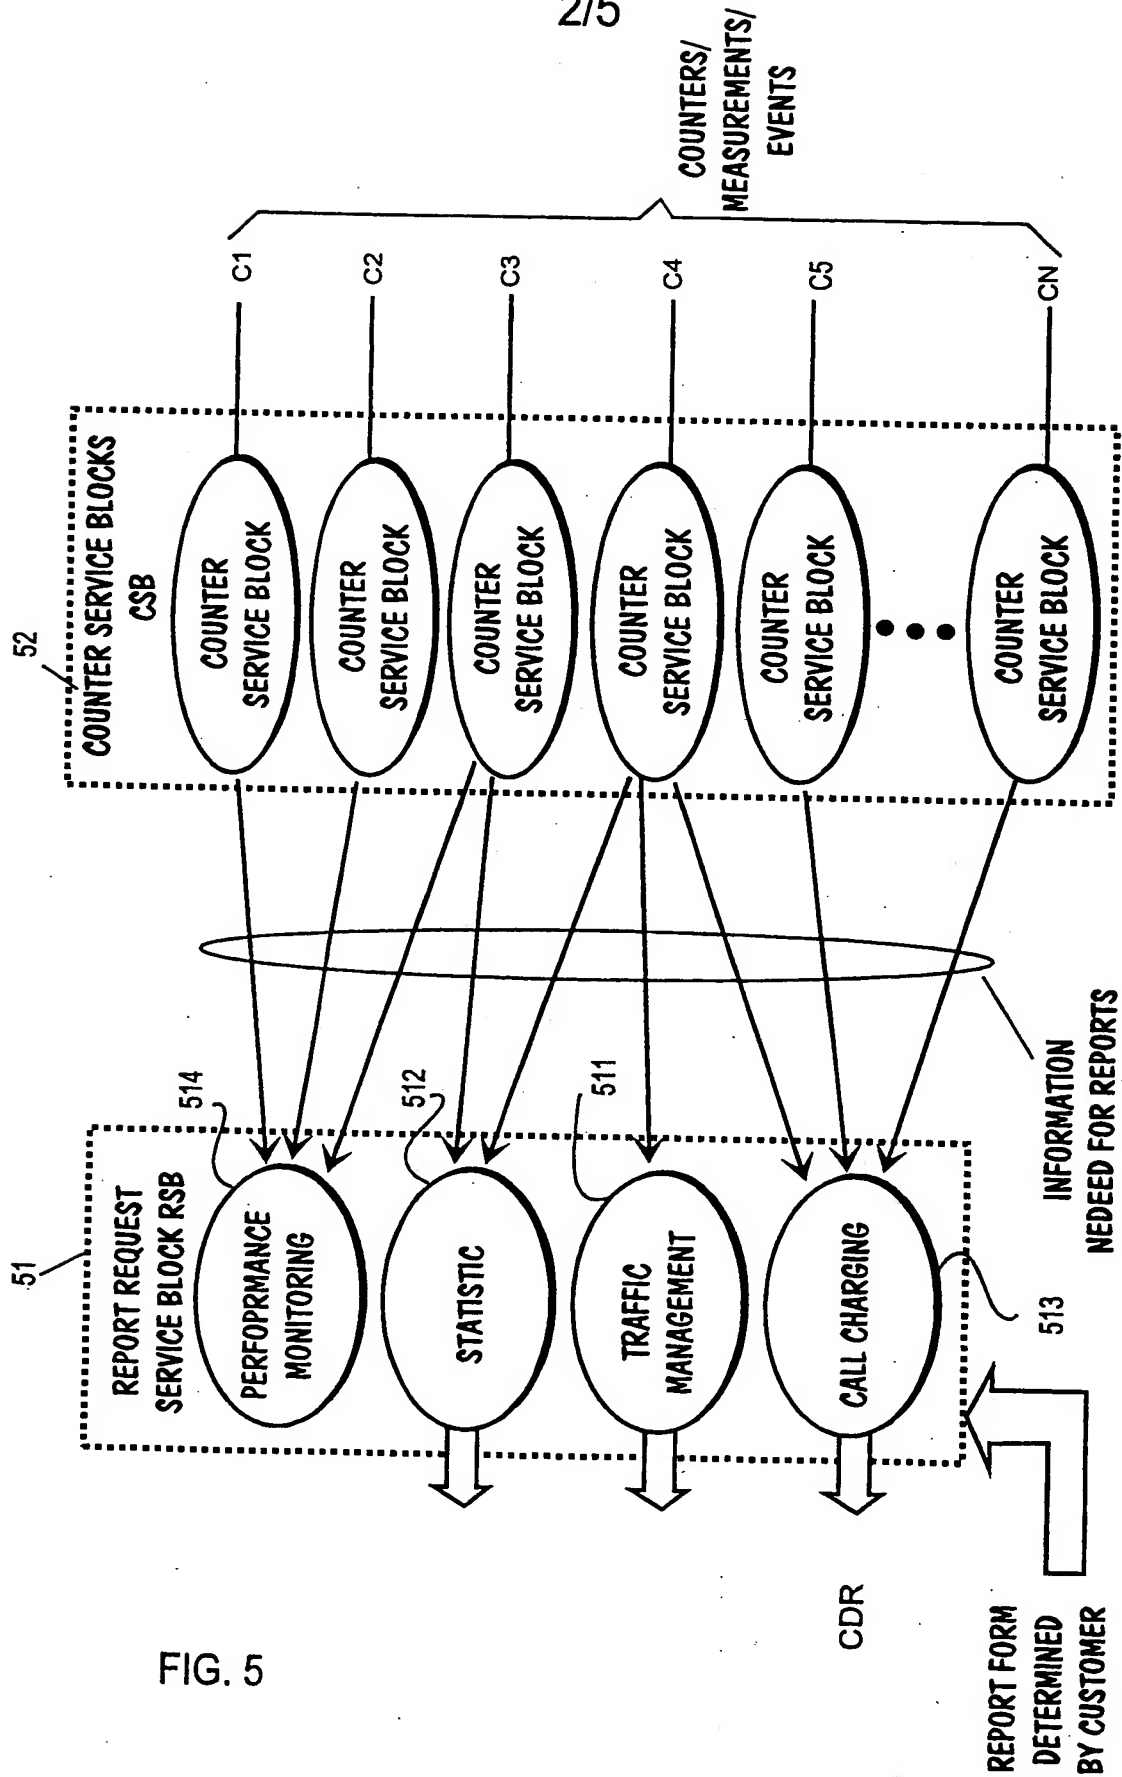 2/5
COUNTERS/
MEASUREMENTS/
EVENTS
C1
C2
C3
C4
C5
CN
52
COUNTER SERVICE BLOCKS
CSB
COUNTER
SERVICE BLOCK
COUNTER
SERVICE BLOCK
COUNTER
SERVICE BLOCK
COUNTER
SERVICE BLOCK
COUNTER
SERVICE BLOCK
COUNTER
SERVICE BLOCK
INFORMATION
NEDEED FOR REPORTS
51
REPORT REQUEST
SERVICE BLOCK RSB
514
PERFOPRMANCE
MONITORING
512
STATISTIC
511
TRAFFIC
MANAGEMENT
513
CALL CHARGING
CDR
REPORT FORM
DETERMINED
BY CUSTOMER
FIG. 5